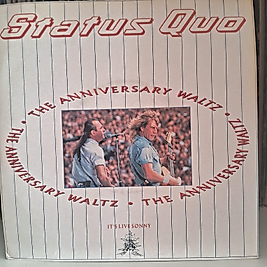 Status Quo
· THE ANNIVERSARY WALTZ ·
THE ANNIVERSARY WALTZ
· THE ANNIVERSARY WALTZ
IT'S LIVE SONNY